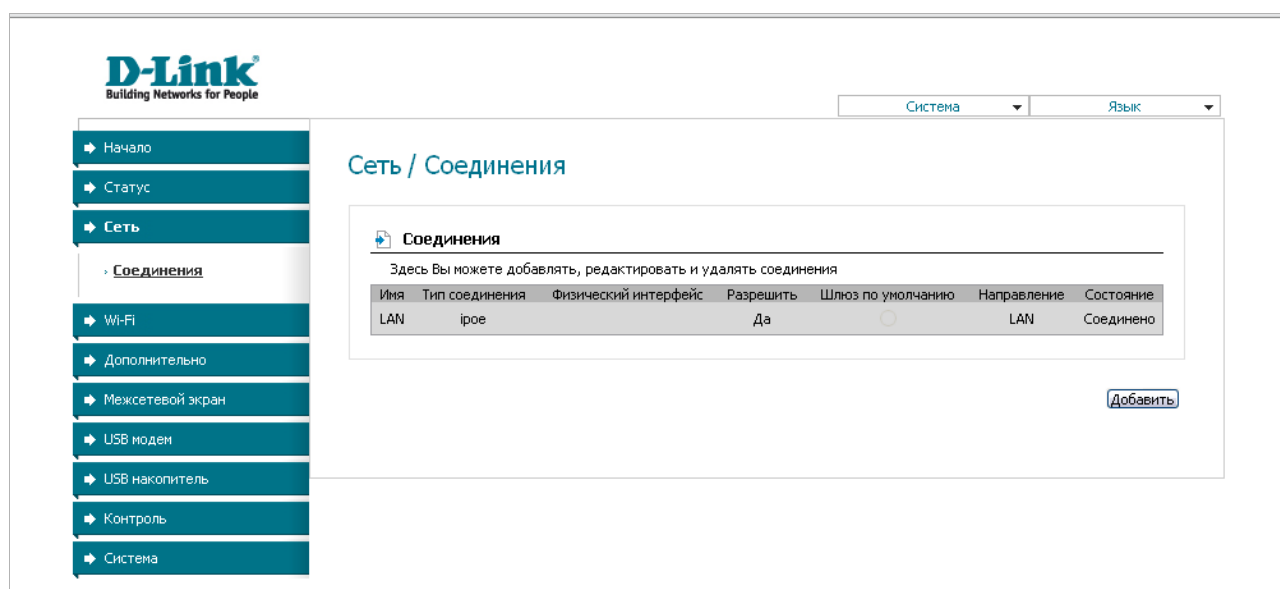 D-Link
Building Networks for People
Система Язык
Начало
Статус
Сеть
Соединения
Wi-Fi
Дополнительно
Межсетевой экран
USB модем
USB накопитель
Контроль
Система
Сеть / Соединения
Соединения
Здесь Вы можете добавлять, редактировать и удалять соединения
Имя Тип соединения Физический интерфейс Разрешить Шлюз по умолчанию Направление Состояние
LAN ipoe Да LAN Соединено
Добавить